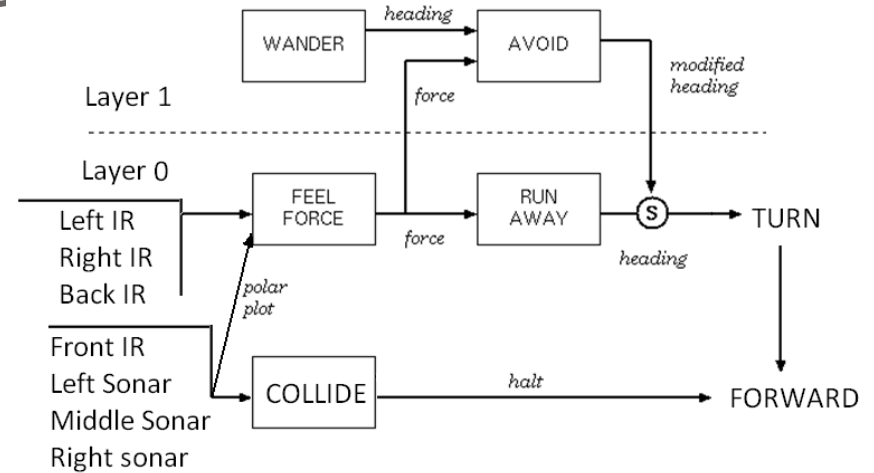 heading
WANDER
AVOID
modified
heading
force
Layer 1
Layer 0
FEEL
FORCE
RUN
AWAY
S
TURN
force
heading
Left IR
Right IR
Back IR
polar
plot
Front IR
Left Sonar
Middle Sonar
Right sonar
COLLIDE
halt
FORWARD